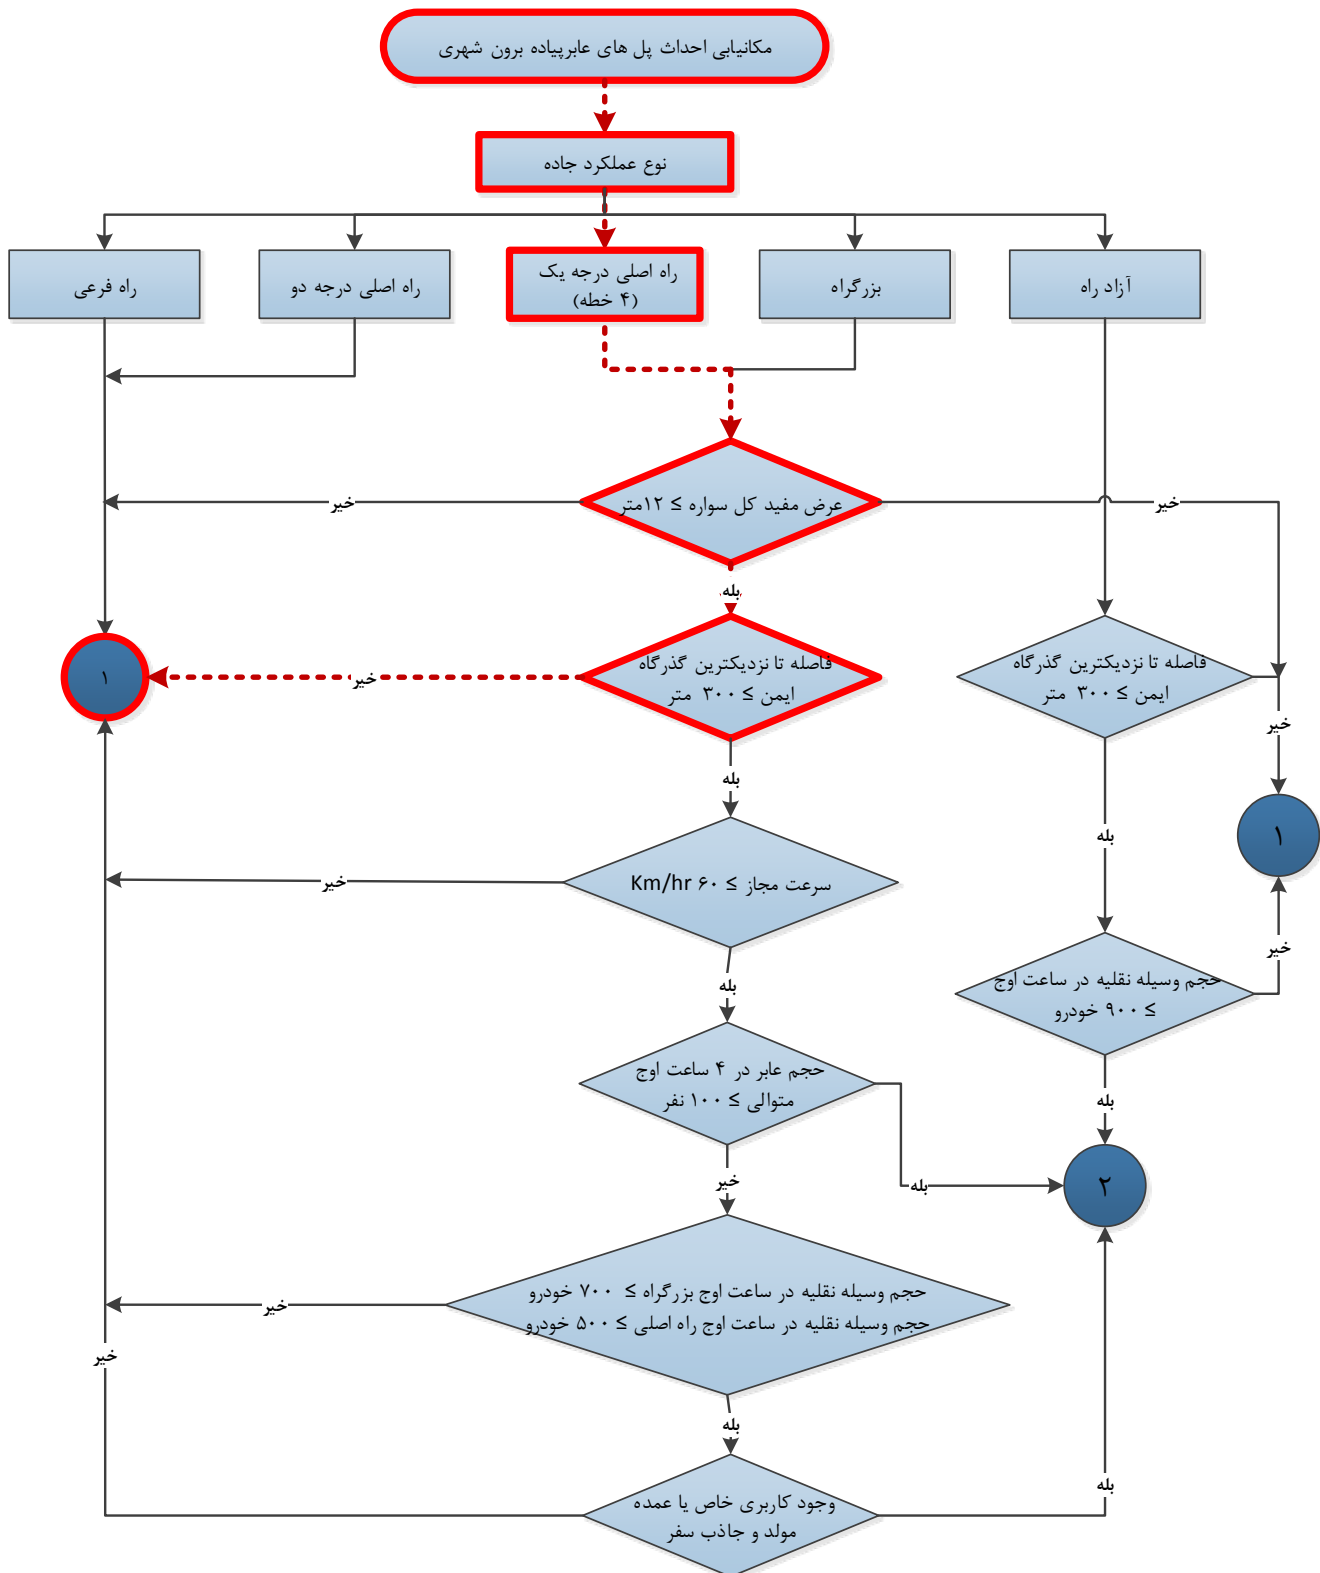 مکانیابی احداث پل های عابرپیاده برون شهری
نوع عملکرد جاده
آزاد راه
بزرگراه
راه اصلی درجه یک
(۴ خطه)
راه اصلی درجه دو
راه فرعی
عرض مفید کل سواره ≥ ۱۲متر
خیر
خیر
بله
فاصله تا نزدیکترین گذرگاه
ایمن ≥ ۳۰۰ متر
فاصله تا نزدیکترین گذرگاه
ایمن ≥ ۳۰۰ متر
خیر
۱
خیر
بله
بله
۱
سرعت مجاز ≥ ۶۰ Km/hr
خیر
خیر
بله
حجم وسیله نقلیه در ساعت اوج
≥ ۹۰۰ خودرو
حجم عابر در ۴ ساعت اوج
متوالی ≥ ۱۰۰ نفر
بله
بله
خیر
۲
حجم وسیله نقلیه در ساعت اوج بزرگراه ≥ ۷۰۰ خودرو
حجم وسیله نقلیه در ساعت اوج راه اصلی ≥ ۵۰۰ خودرو
خیر
خیر
بله
بله
وجود کاربری خاص یا عمده
مولد و جاذب سفر